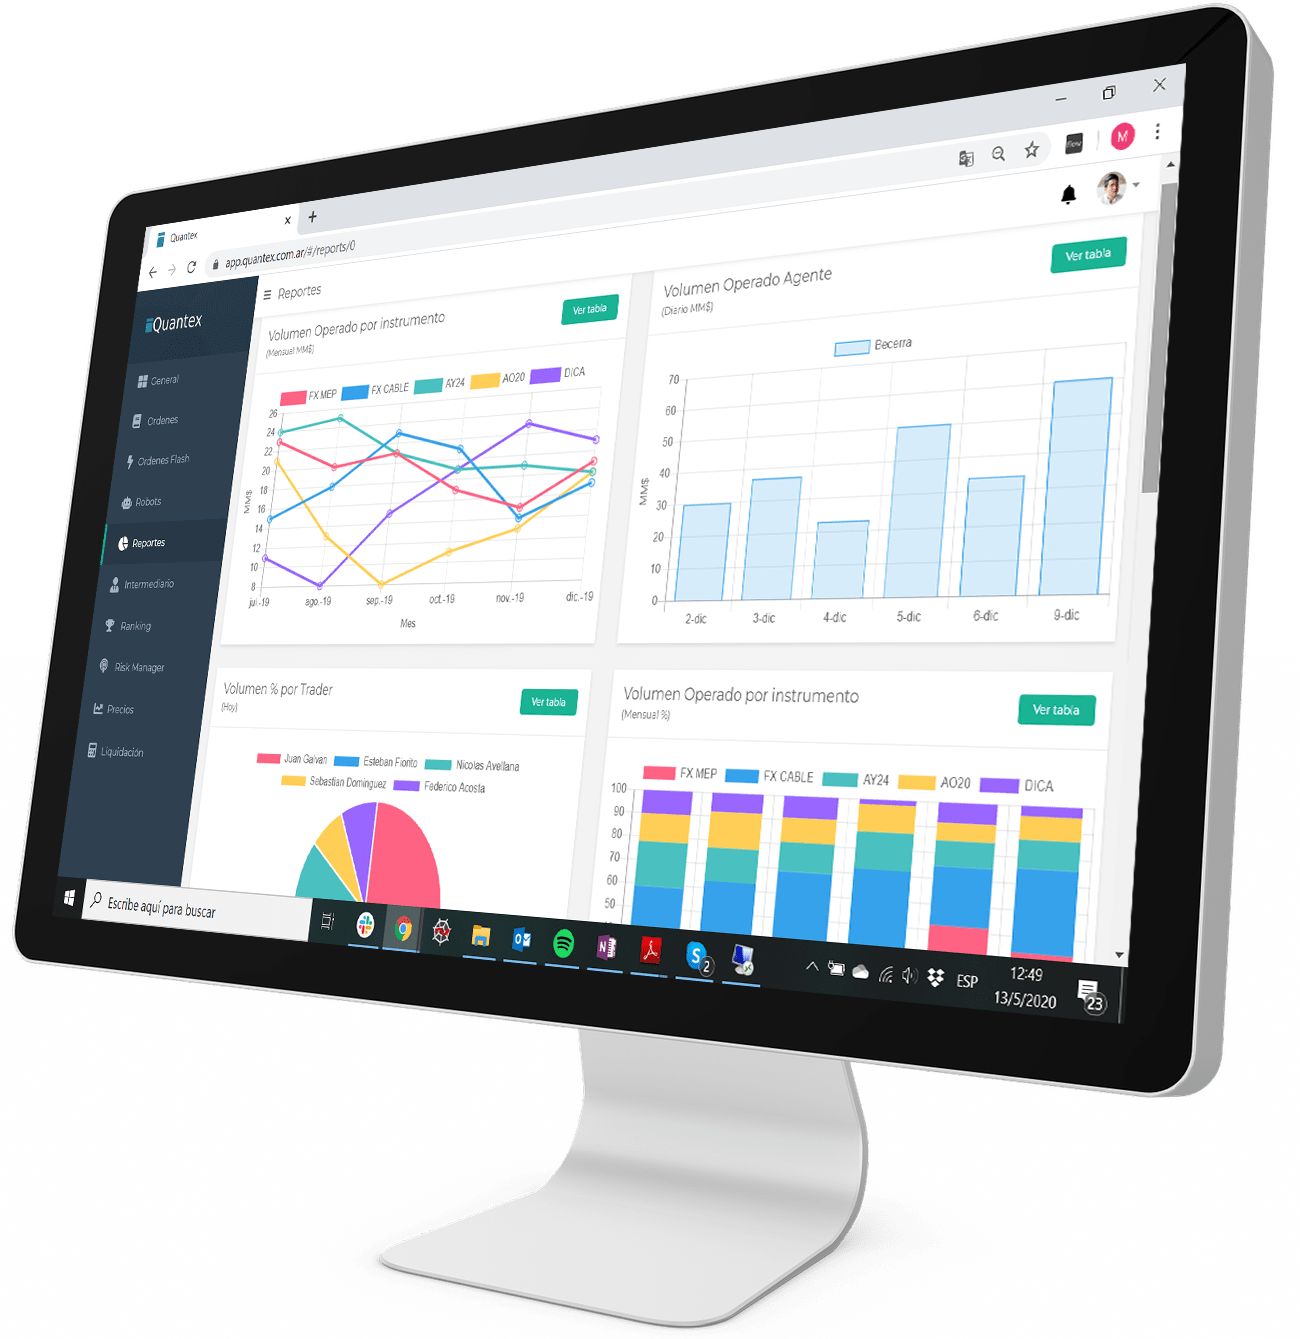 Quantex
app.quantex.com.ar/#/reports/0
M
Quantex
General
Ordenes
Ordenes Flash
Robots
Reportes
Intermediario
Ranking
Risk Manager
Precios
Liquidación
Reportes
Volumen Operado por instrumento
(Mensual MM$)
Ver tabla
FX MEP FX CABLE AY24 AO20 DICA
26
24
22
20
18
16
14
12
10
8
MM$
jul.-19 ago.-19 sep.-19 oct.-19 nov.-19 dic.-19
Mes
Volumen Operado Agente
(Diario MM$)
Ver tabla
Becerra
70
60
50
40
30
20
10
0
MM$
2-dic 3-dic 4-dic 5-dic 6-dic 9-dic
Volumen % por Trader
(Hoy)
Ver tabla
Juan Galvan Esteban Fiorito Nicolas Avellana
Sebastian Dominguez Federico Acosta
Volumen Operado por instrumento
(Mensual %)
Ver tabla
FX MEP FX CABLE AY24 AO20 DICA
100
90
80
70
60
50
Escribe aquí para buscar
N
S
2
ESP
12:49
13/5/2020
23